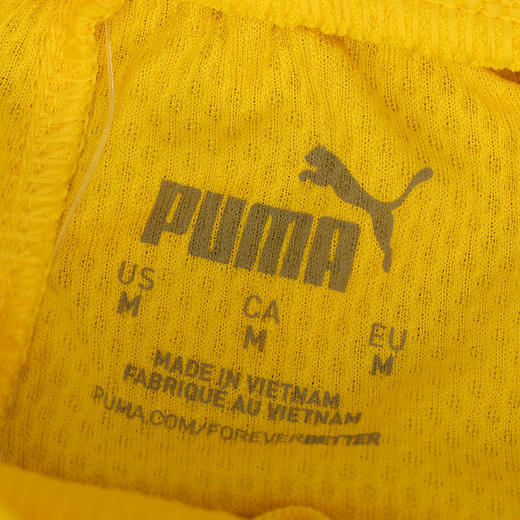 PUMA
US CA EU
M M M
MADE IN VIETNAM
FABRIQUÉ AU VIETNAM
PUMA.COM/FOREVERBETTER